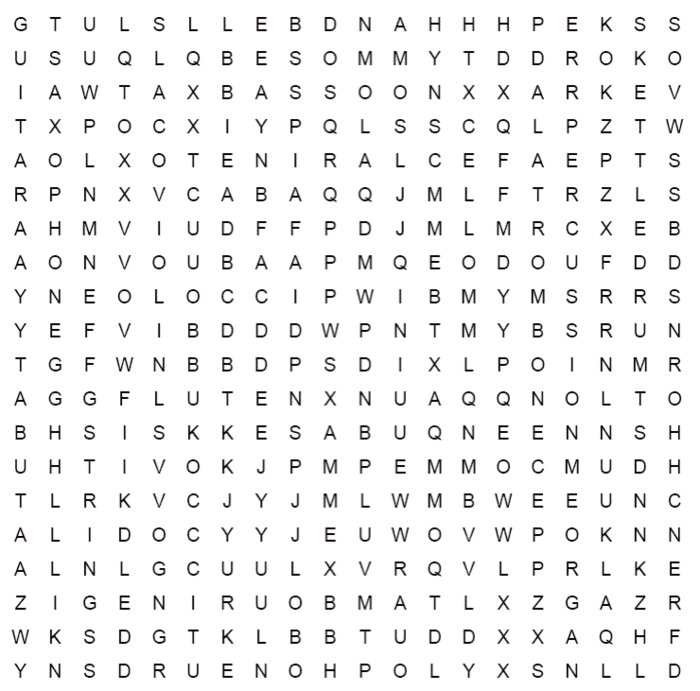 G T U L S L L E B D N A H H H P E K S S
U S U Q L Q B E S O M M Y T D D R O K O
I A W T A X B A S S O O N X X A R K E V
T X P O C X I Y P Q L S S C Q L P Z T W
A O L X O T E N I R A L C E F A E P T S
R P N X V C A B A Q Q J M L F T R Z L S
A H M V I U D F F P D J M L M R C X E B
A O N V O U B A A P M Q E O D O U F D D
Y N E O L O C C I P W I B M Y M S R R S
Y E F V I B D D D W P N T M Y B S R U N
T G F W N B B D P S D I X L P O I N M R
A G G F L U T E N X N U A Q Q N O L T O
B H S I S K K E S A B U Q N E E N N S H
U H T I V O K J P M P E M M O C M U D H
T L R K V C J Y J M L W M B W E E U N C
A L I D O C Y Y J E U W O V W P O K N N
A L N L G C U U L X V R Q V L P R L K E
Z I G E N I R U O B M A T L X Z G A Z R
W K S D G T K L B B T U D D X X A Q H F
Y N S D R U E N O H P O L Y X S N L L D